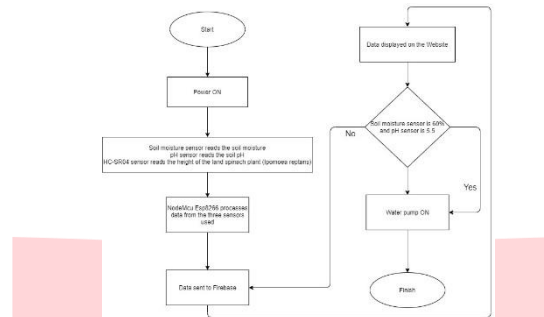 Start
Power ON
Soil moisture sensor reads the soil moisture
pH sensor reads the soil pH
HC-SR04 sensor reads the height of the land spinach plant (Ipomoea reptans)
NodeMcu Esp8266 processes
data from the three sensors
used
Data sent to Firebase
Data displayed on the Website
Soil moisture sensor is 60%
and pH sensor is 5.5
No
Yes
Water pump ON
Finish